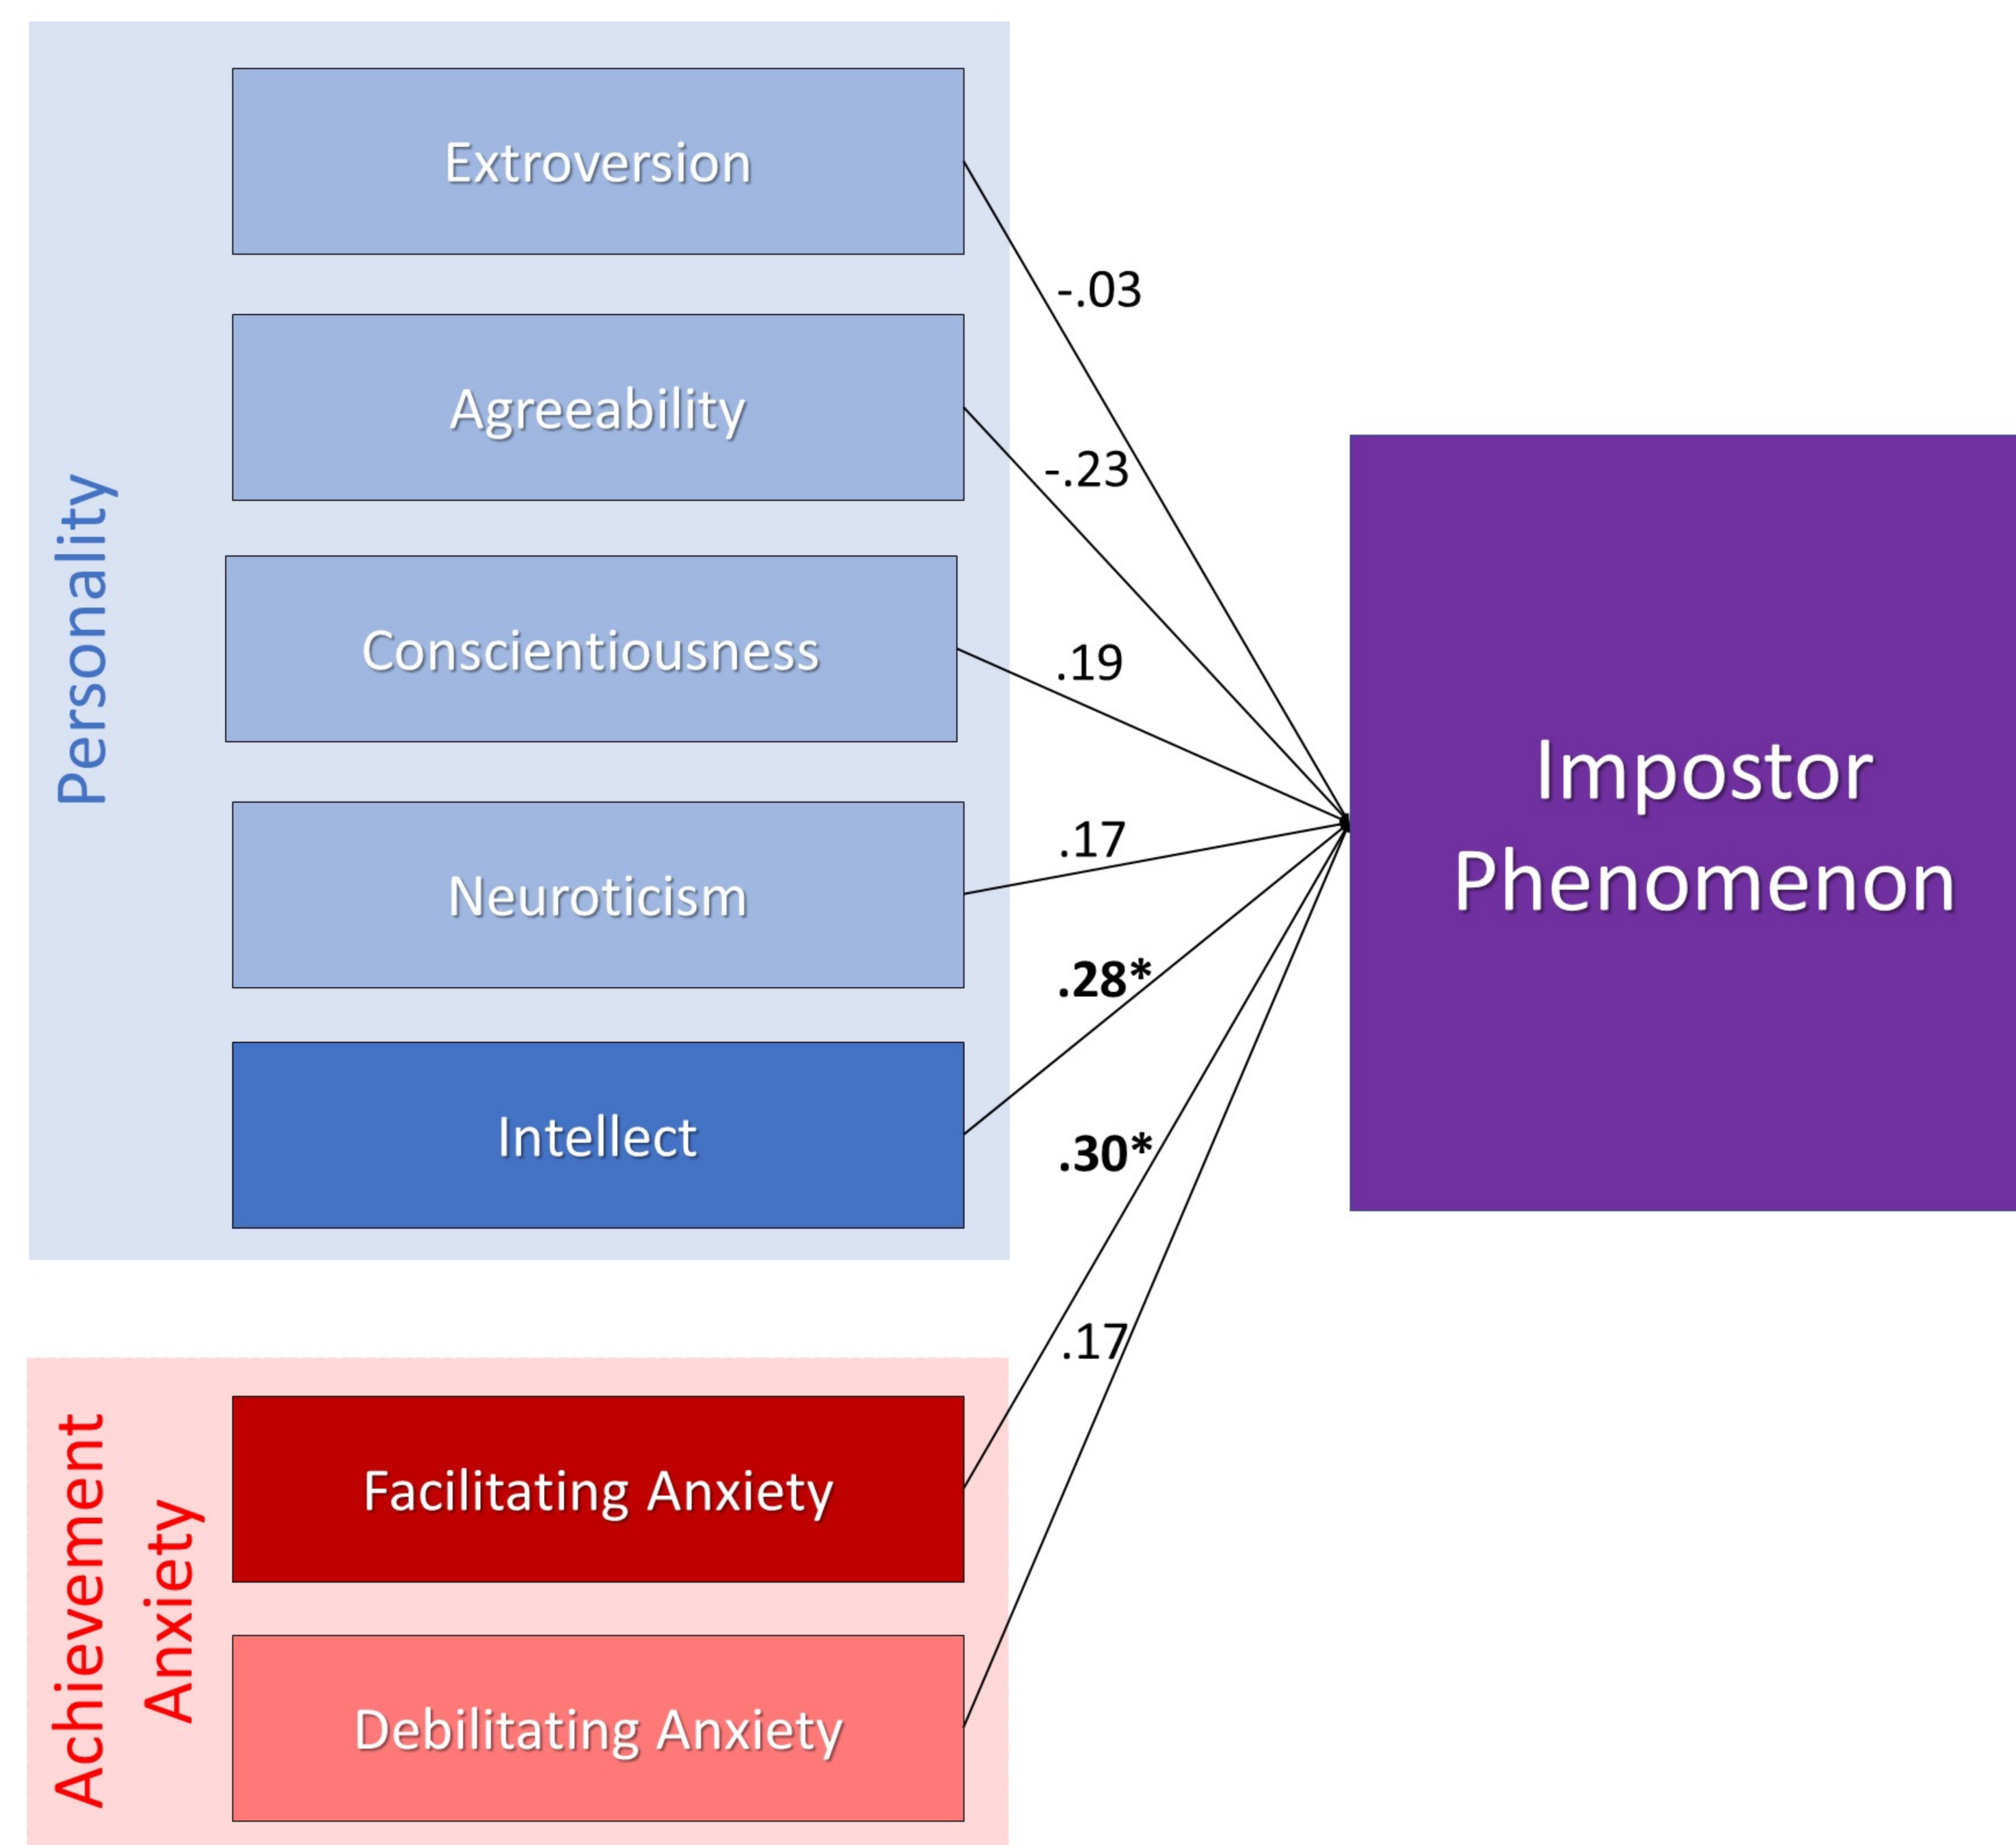 Personality
Extroversion
Agreeability
Conscientiousness
Neuroticism
Intellect
-.03
-.23
.19
.17
.28*
.30*
.17
Achievement
Anxiety
Facilitating Anxiety
Debilitating Anxiety
Impostor
Phenomenon